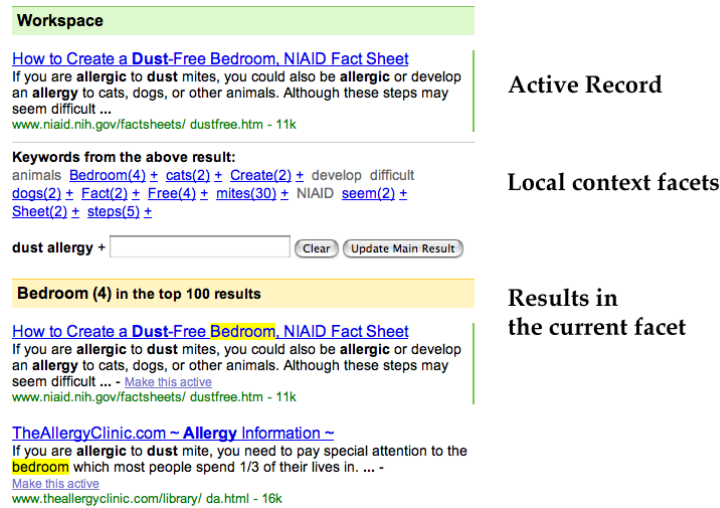 Workspace
How to Create a Dust-Free Bedroom, NIAID Fact Sheet
If you are allergic to dust mites, you could also be allergic or develop
an allergy to cats, dogs, or other animals. Although these steps may
seem difficult ...
www.niaid.nih.gov/factsheets/ dustfree.htm - 11k
Active Record
Keywords from the above result:
animals Bedroom(4) + cats(2) + Create(2) + develop difficult
dogs(2) + Fact(2) + Free(4) + mites(30) + NIAID seem(2) +
Sheet(2) + steps(5) +
Local context facets
dust allergy + Clear Update Main Result
Bedroom (4) in the top 100 results
Results in
the current facet
How to Create a Dust-Free Bedroom, NIAID Fact Sheet
If you are allergic to dust mites, you could also be allergic or develop
an allergy to cats, dogs, or other animals. Although these steps may
seem difficult ... - Make this active
www.niaid.nih.gov/factsheets/ dustfree.htm - 11k
TheAllergyClinic.com ~ Allergy Information ~
If you are allergic to dust mite, you need to pay special attention to the
bedroom which most people spend 1/3 of their lives in. ... -
Make this active
www.theallergyclinic.com/library/ da.html - 16k